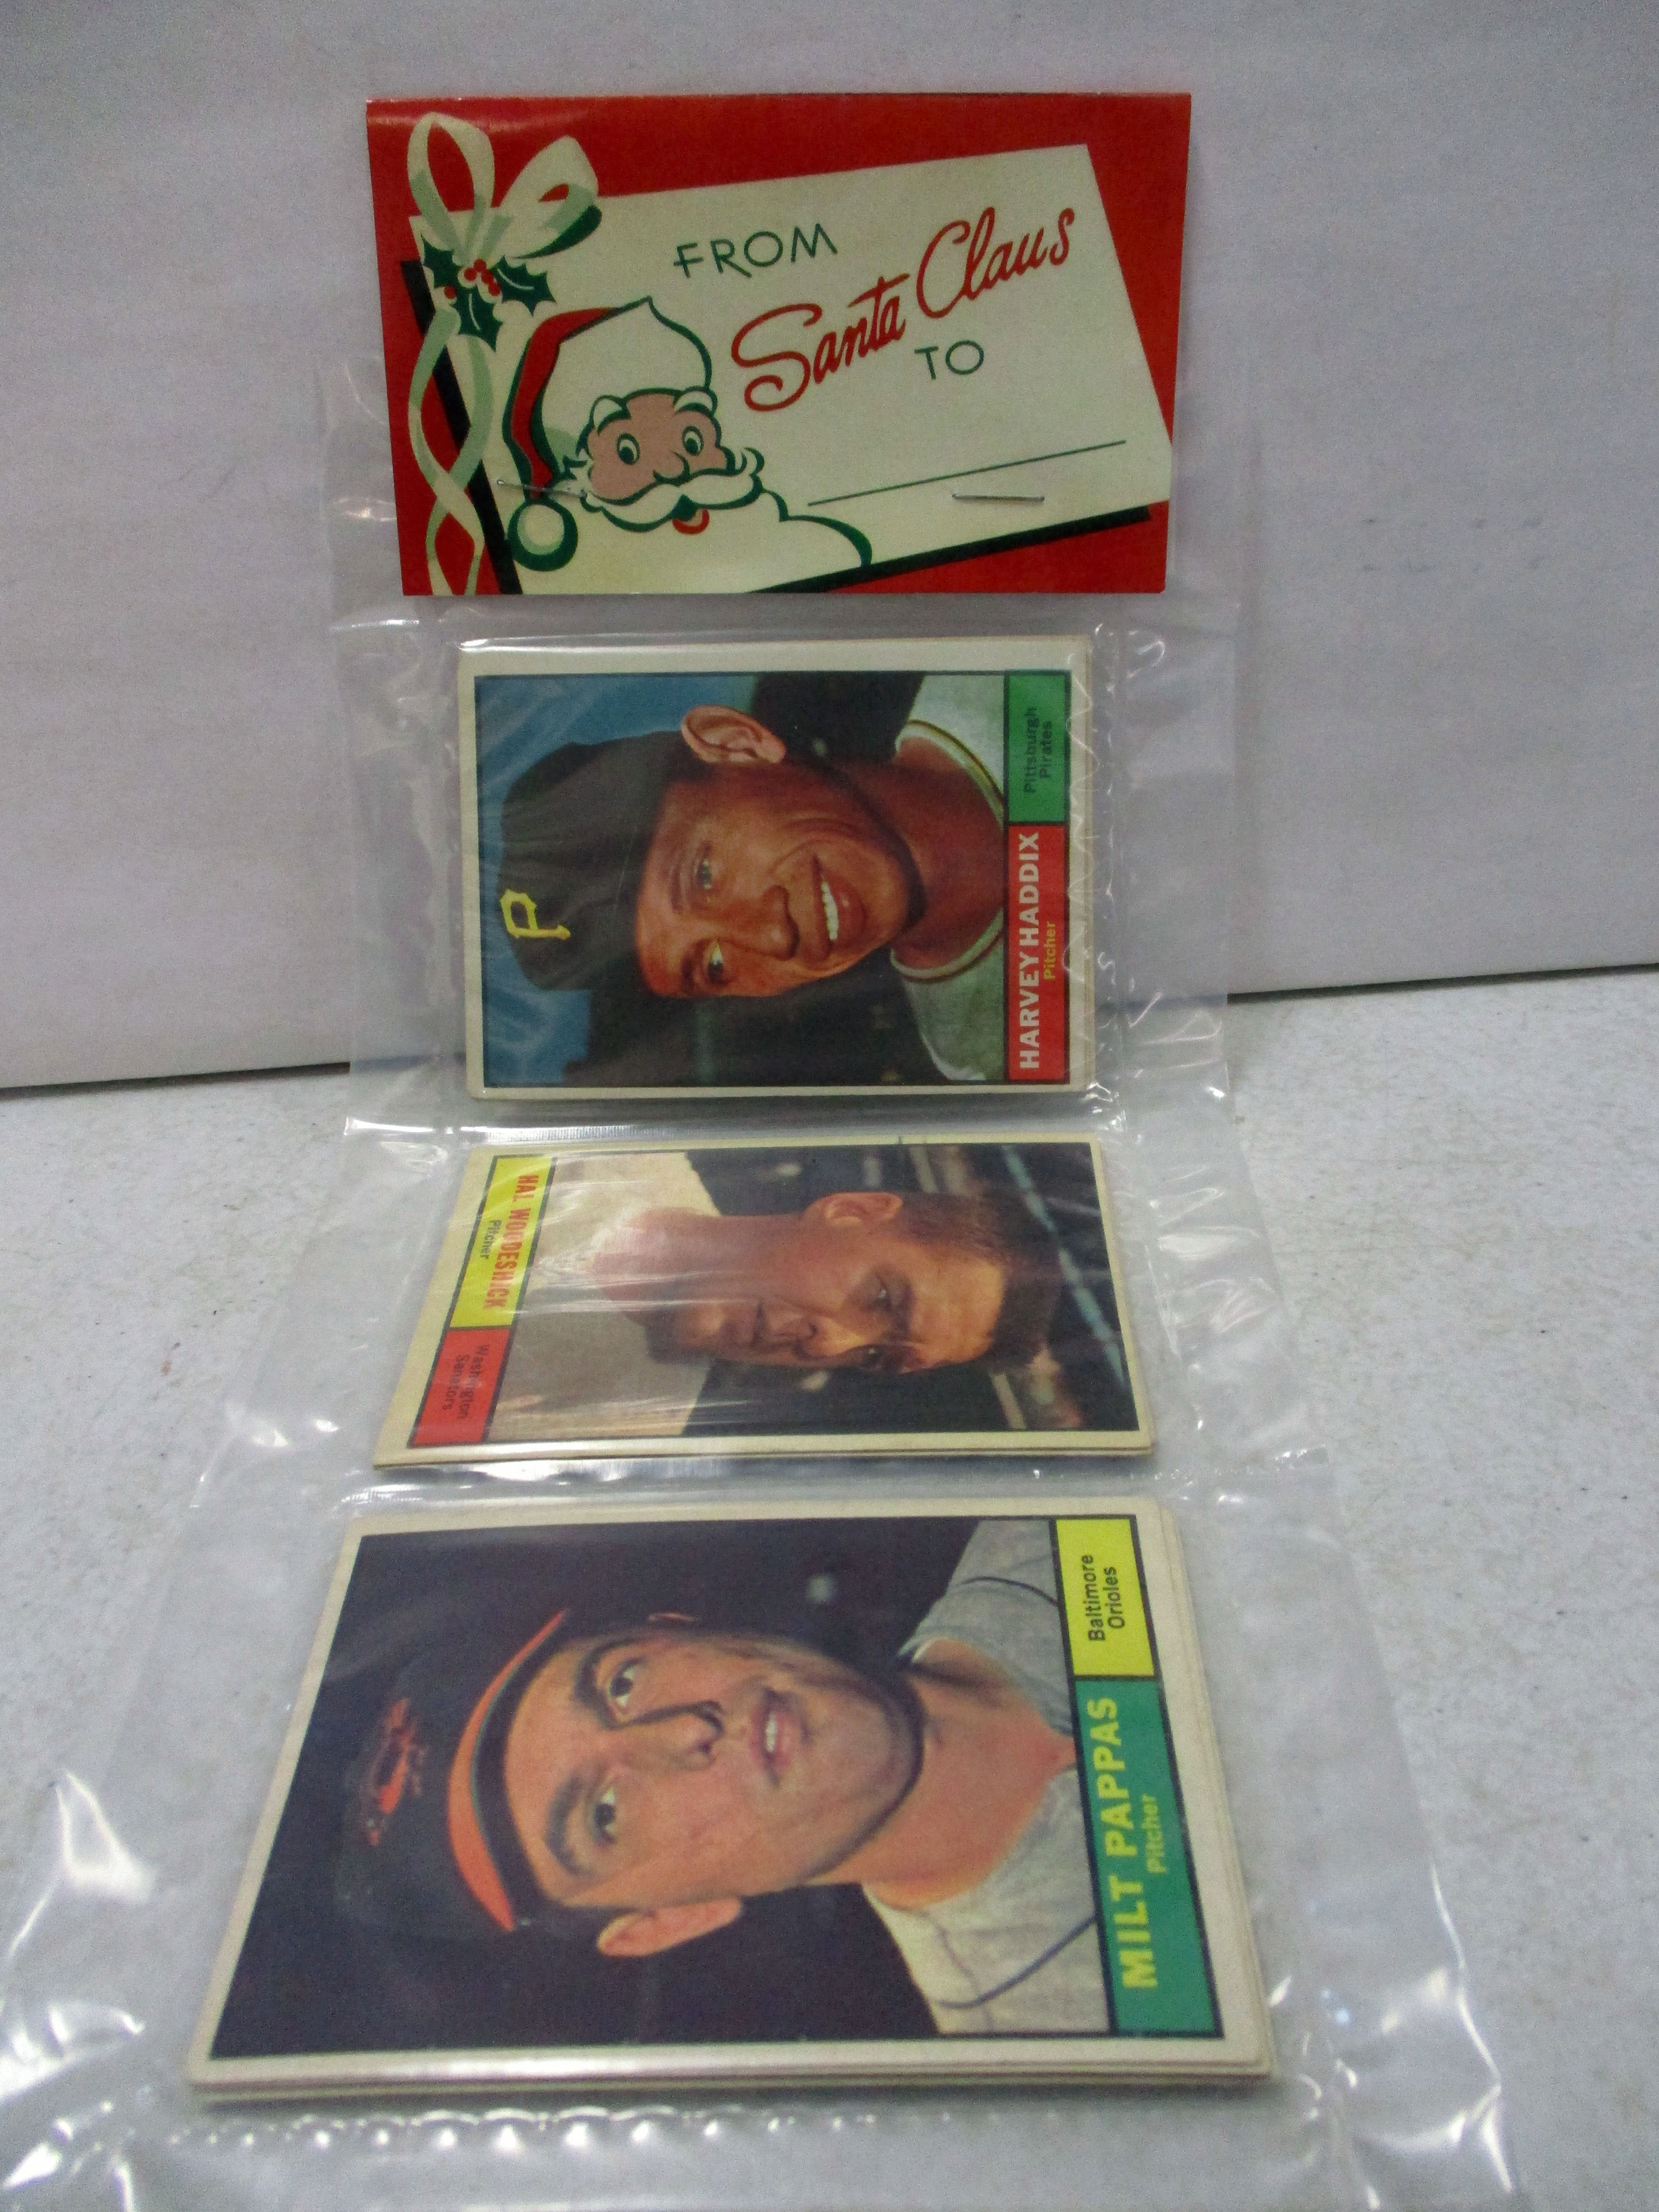 FROM
Santa Claus
TO
P
HARVEY HADDIX
Pitcher
Pittsburgh
Pirates
HAL WOODESHICK
Pitcher
Washington
Senators
MILT PAPPAS
Pitcher
Baltimore
Orioles